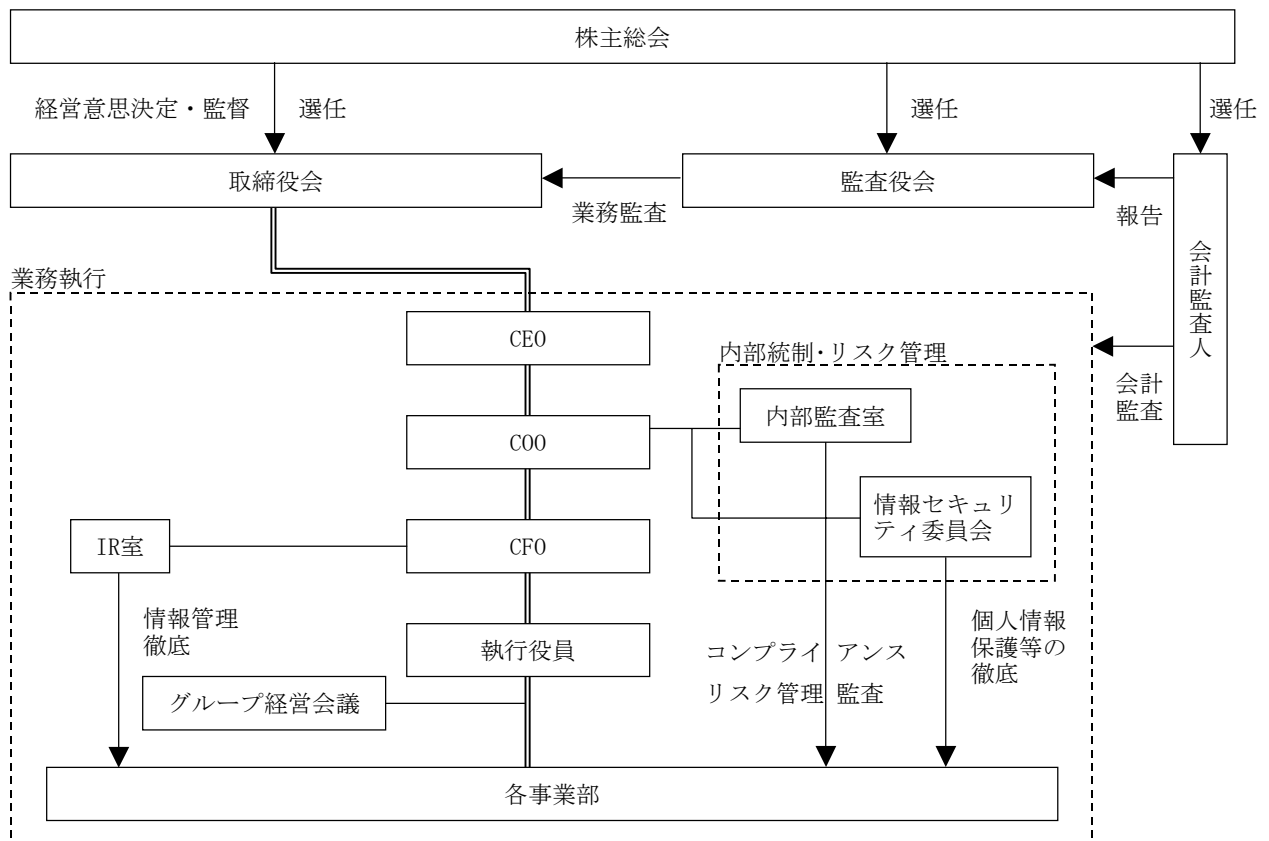 株主総会
経営意思決定・監督
選任
選任
選任
取締役会
監査役会
業務監査
報告
会計監査人
業務執行
CEO
内部統制・リスク管理
会計
監査
内部監査室
COO
情報セキュリ
ティ委員会
IR室
CFO
情報管理
徹底
個人情報
保護等の
徹底
執行役員
コンプライアンス
リスク管理監査
グループ経営会議
各事業部